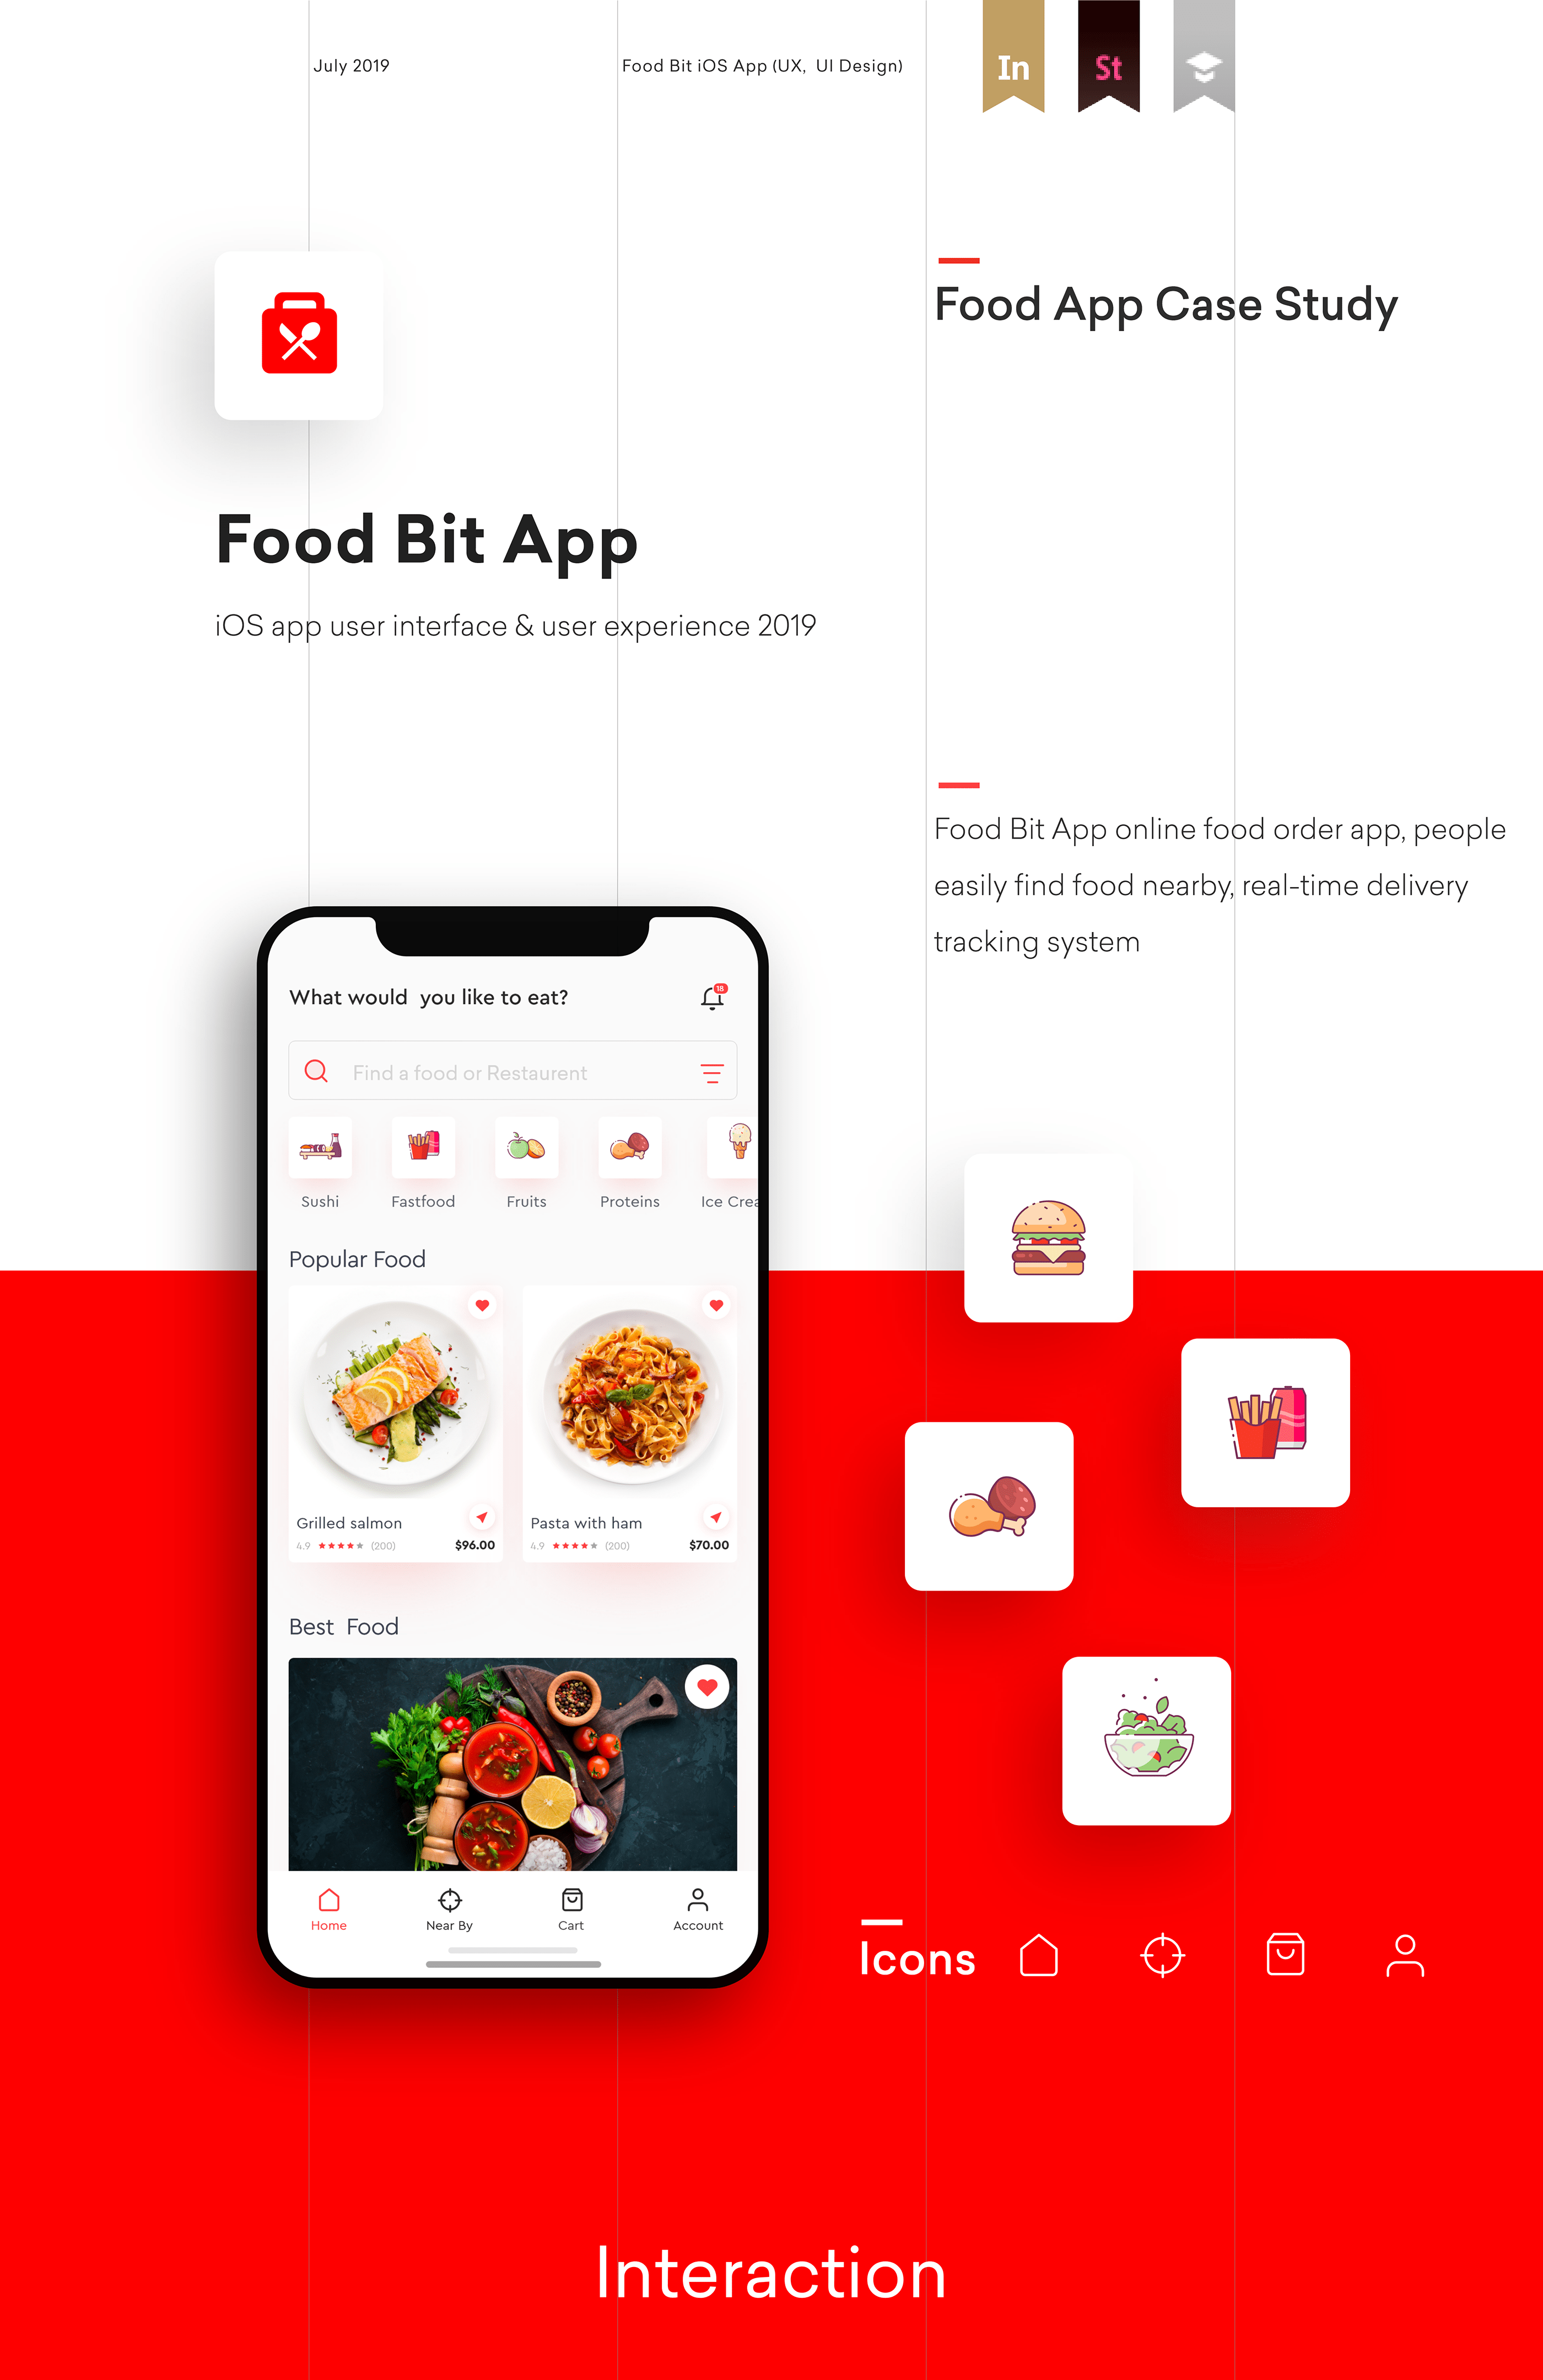 July 2019
Food Bit iOS App (UX, UI Design)
In
St
Food App Case Study
Food Bit App
iOS app user interface & user experience 2019
Food Bit App online food order app, people
easily find food nearby, real-time delivery
tracking system
What would you like to eat?
18
Find a food or Restaurent
Sushi
Fastfood
Fruits
Proteins
Ice Crea
Popular Food
Grilled salmon
4.9 (200) $96.00
Pasta with ham
4.9 (200) $70.00
Best Food
Home
Near By
Cart
Account
Icons
Interaction